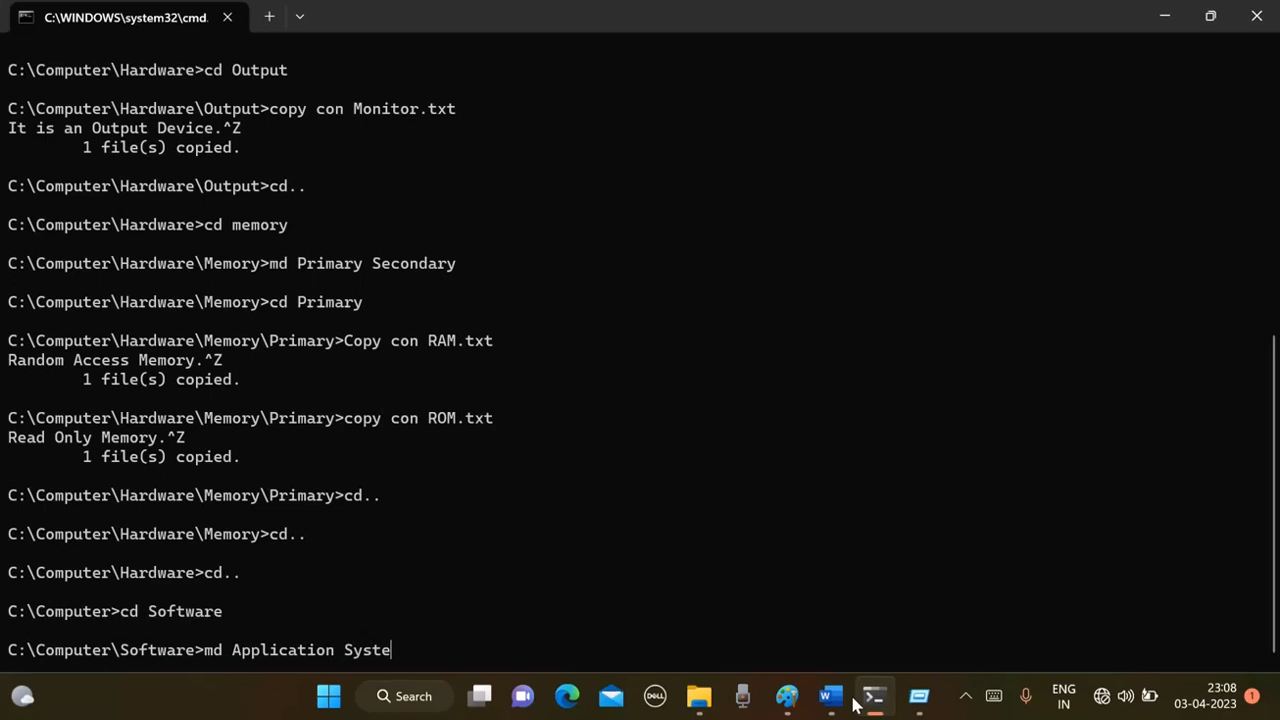 C:\WINDOWS\system32\cmd.
C:\Computer\Hardware>cd Output
C:\Computer\Hardware\Output>copy con Monitor.txt
It is an Output Device.^Z
1 file(s) copied.
C:\Computer\Hardware\Output>cd..
C:\Computer\Hardware>cd memory
C:\Computer\Hardware\Memory>md Primary Secondary
C:\Computer\Hardware\Memory>cd Primary
C:\Computer\Hardware\Memory\Primary>Copy con RAM.txt
Random Access Memory.^Z
1 file(s) copied.
C:\Computer\Hardware\Memory\Primary>copy con ROM.txt
Read Only Memory.^Z
1 file(s) copied.
C:\Computer\Hardware\Memory\Primary>cd..
C:\Computer\Hardware\Memory>cd..
C:\Computer\Hardware>cd..
C:\Computer>cd Software
C:\Computer\Software>md Application Syste
Search
DELL
W
ENG
IN
23:08
03-04-2023
1